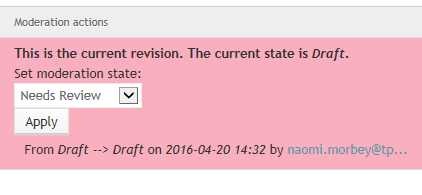 Moderation actions
This is the current revision. The current state is Draft.
Set moderation state:
Needs Review
Apply
From Draft --> Draft on 2016-04-20 14:32 by naomi.morbey@tp...